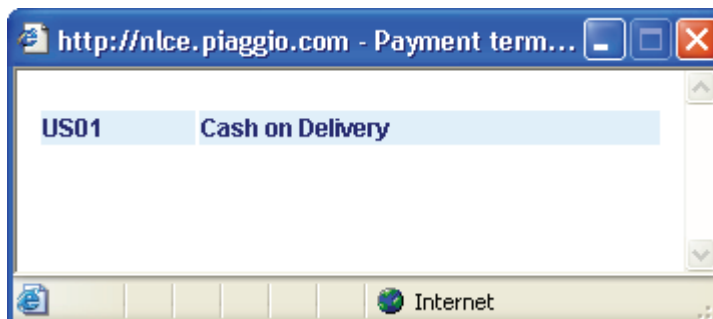 http://nlce.piaggio.com - Payment term...
US01 Cash on Delivery
Internet